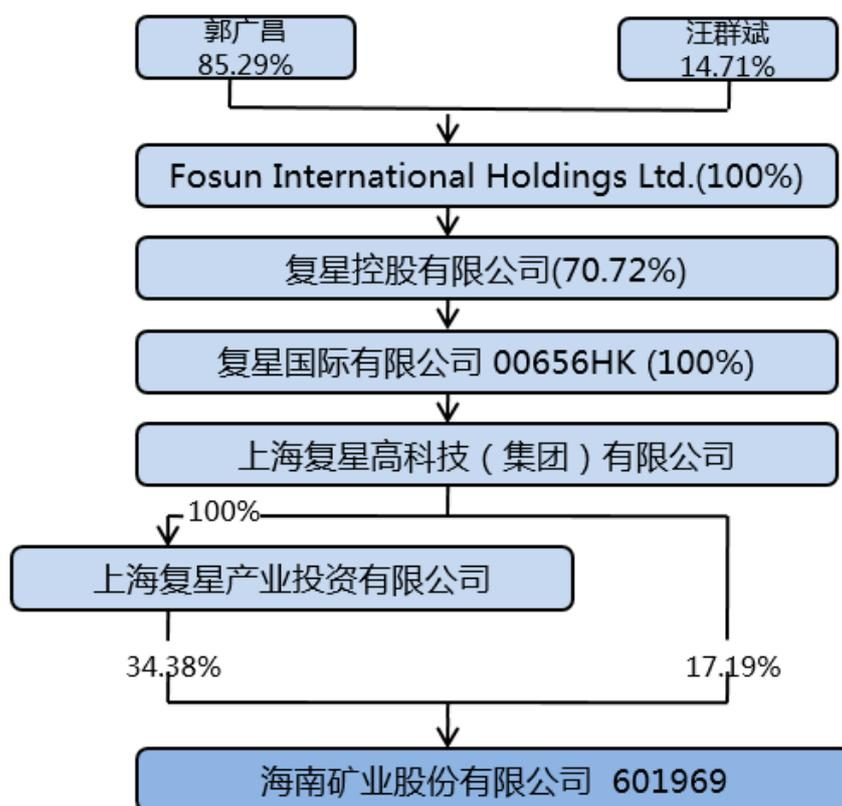 郭广昌
85.29%
汪群斌
14.71%
Fosun International Holdings Ltd.(100%)
复星控股有限公司(70.72%)
复星国际有限公司 00656HK (100%)
上海复星高科技（集团）有限公司
100%
上海复星产业投资有限公司
34.38%
17.19%
海南矿业股份有限公司 601969